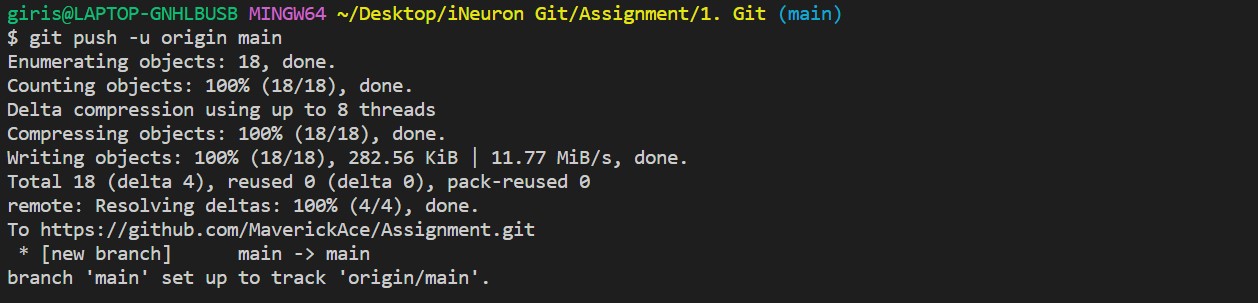 giris@LAPTOP-GNHLBUSB MINGW64 ~/Desktop/iNeuron Git/Assignment/1. Git (main)
$ git push -u origin main
Enumerating objects: 18, done.
Counting objects: 100% (18/18), done.
Delta compression using up to 8 threads
Compressing objects: 100% (18/18), done.
Writing objects: 100% (18/18), 282.56 KiB | 11.77 MiB/s, done.
Total 18 (delta 4), reused 0 (delta 0), pack-reused 0
remote: Resolving deltas: 100% (4/4), done.
To https://github.com/MaverickAce/Assignment.git
 * [new branch]      main -> main
branch 'main' set up to track 'origin/main'.